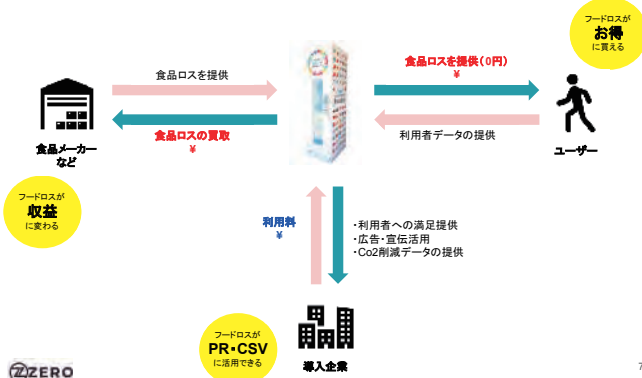 フードロスが
お得
に買える
食品ロスを提供
食品ロスを提供(0円)
¥
食品ロスの買取
¥
利用者データの提供
食品メーカー
など
ユーザー
フードロスが
収益
に変わる
利用料
¥
・利用者への満足提供
・広告・宣伝活用
・Co2削減データの提供
フードロスが
PR・CSV
に活用できる
導入企業
ZERO
7